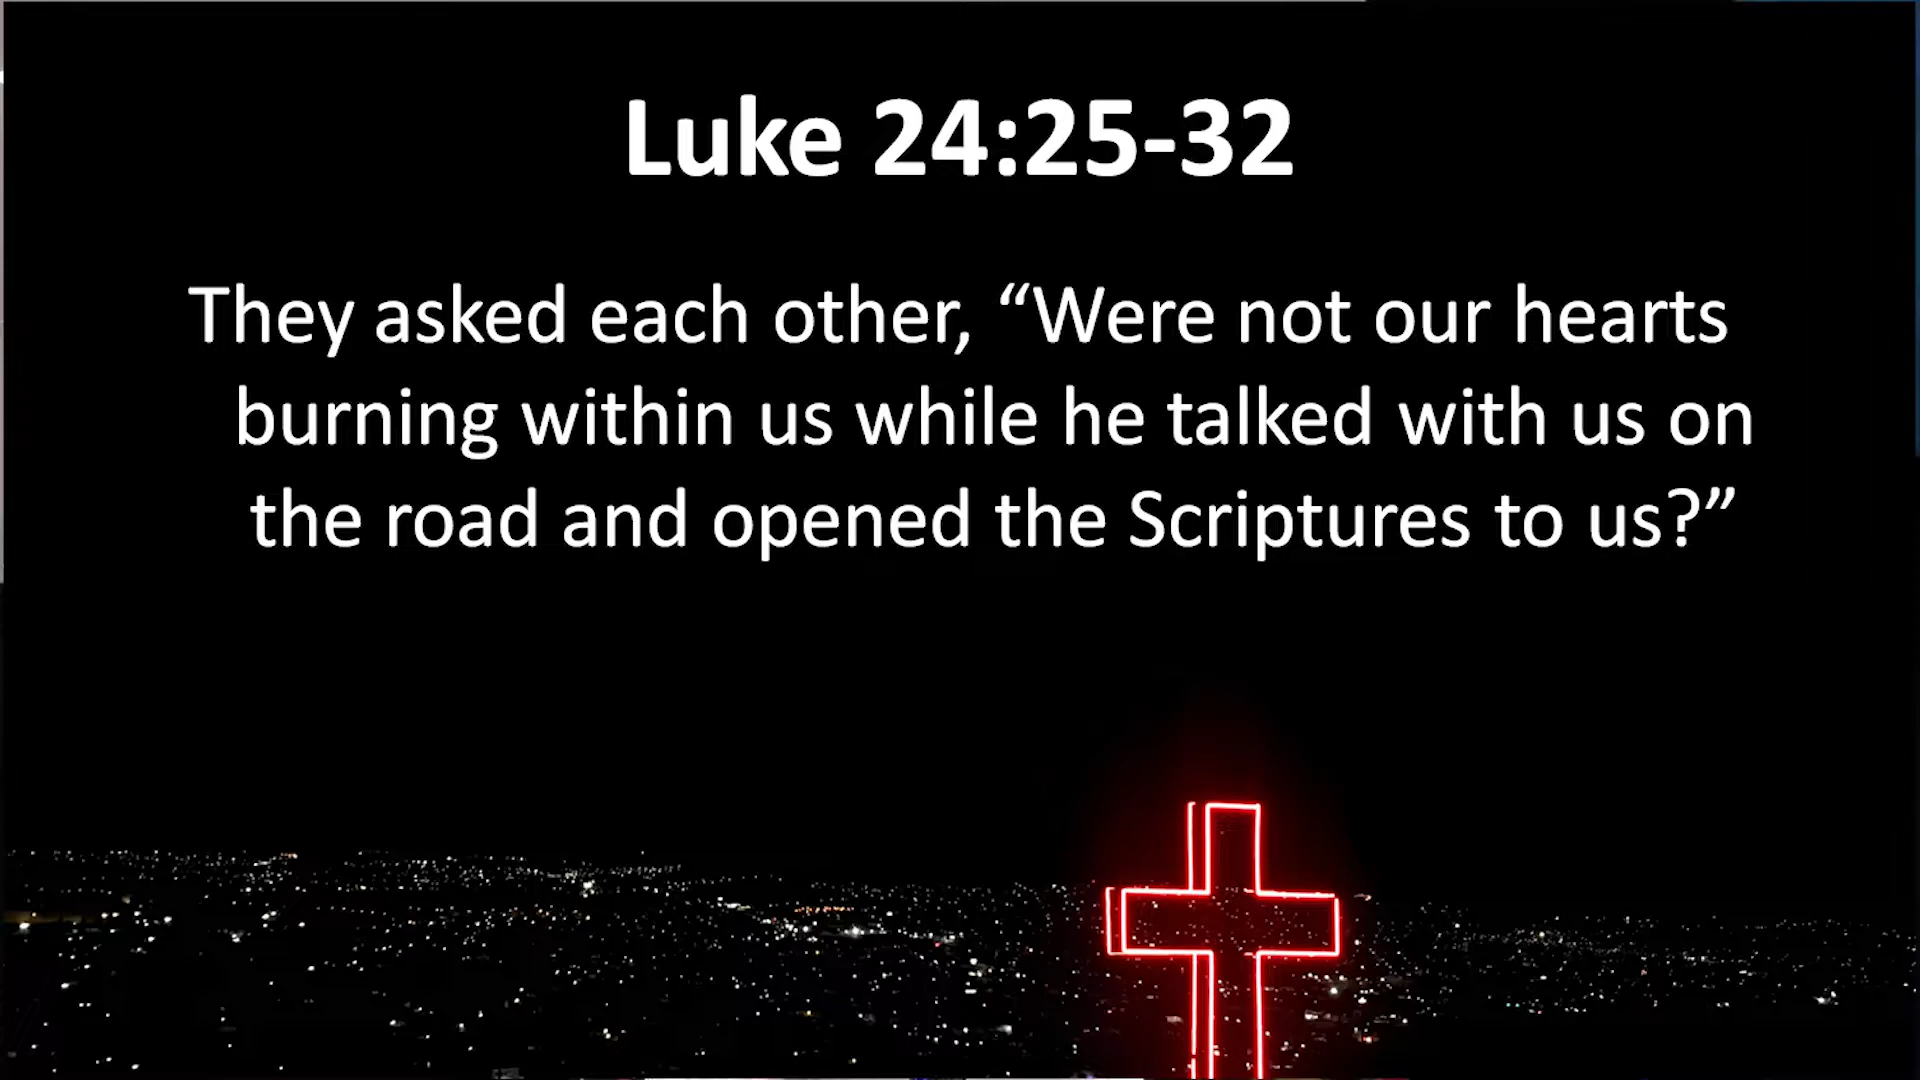 Luke 24:25-32
They asked each other, “Were not our hearts
burning within us while he talked with us on
the road and opened the Scriptures to us?”